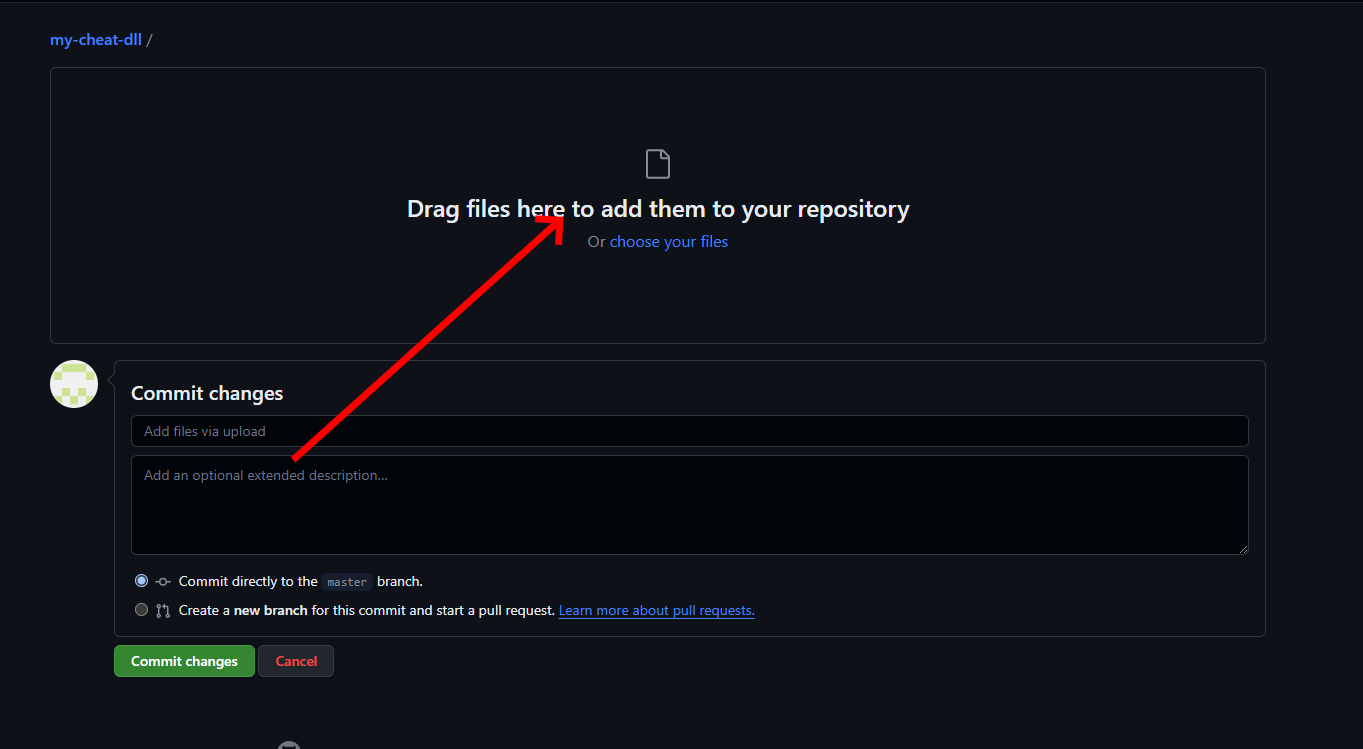 my-cheat-dll /
Drag files here to add them to your repository
Or choose your files
Commit changes
Add files via upload
Add an optional extended description...
Commit directly to the master branch.
Create a new branch for this commit and start a pull request. Learn more about pull requests.
Commit changes Cancel